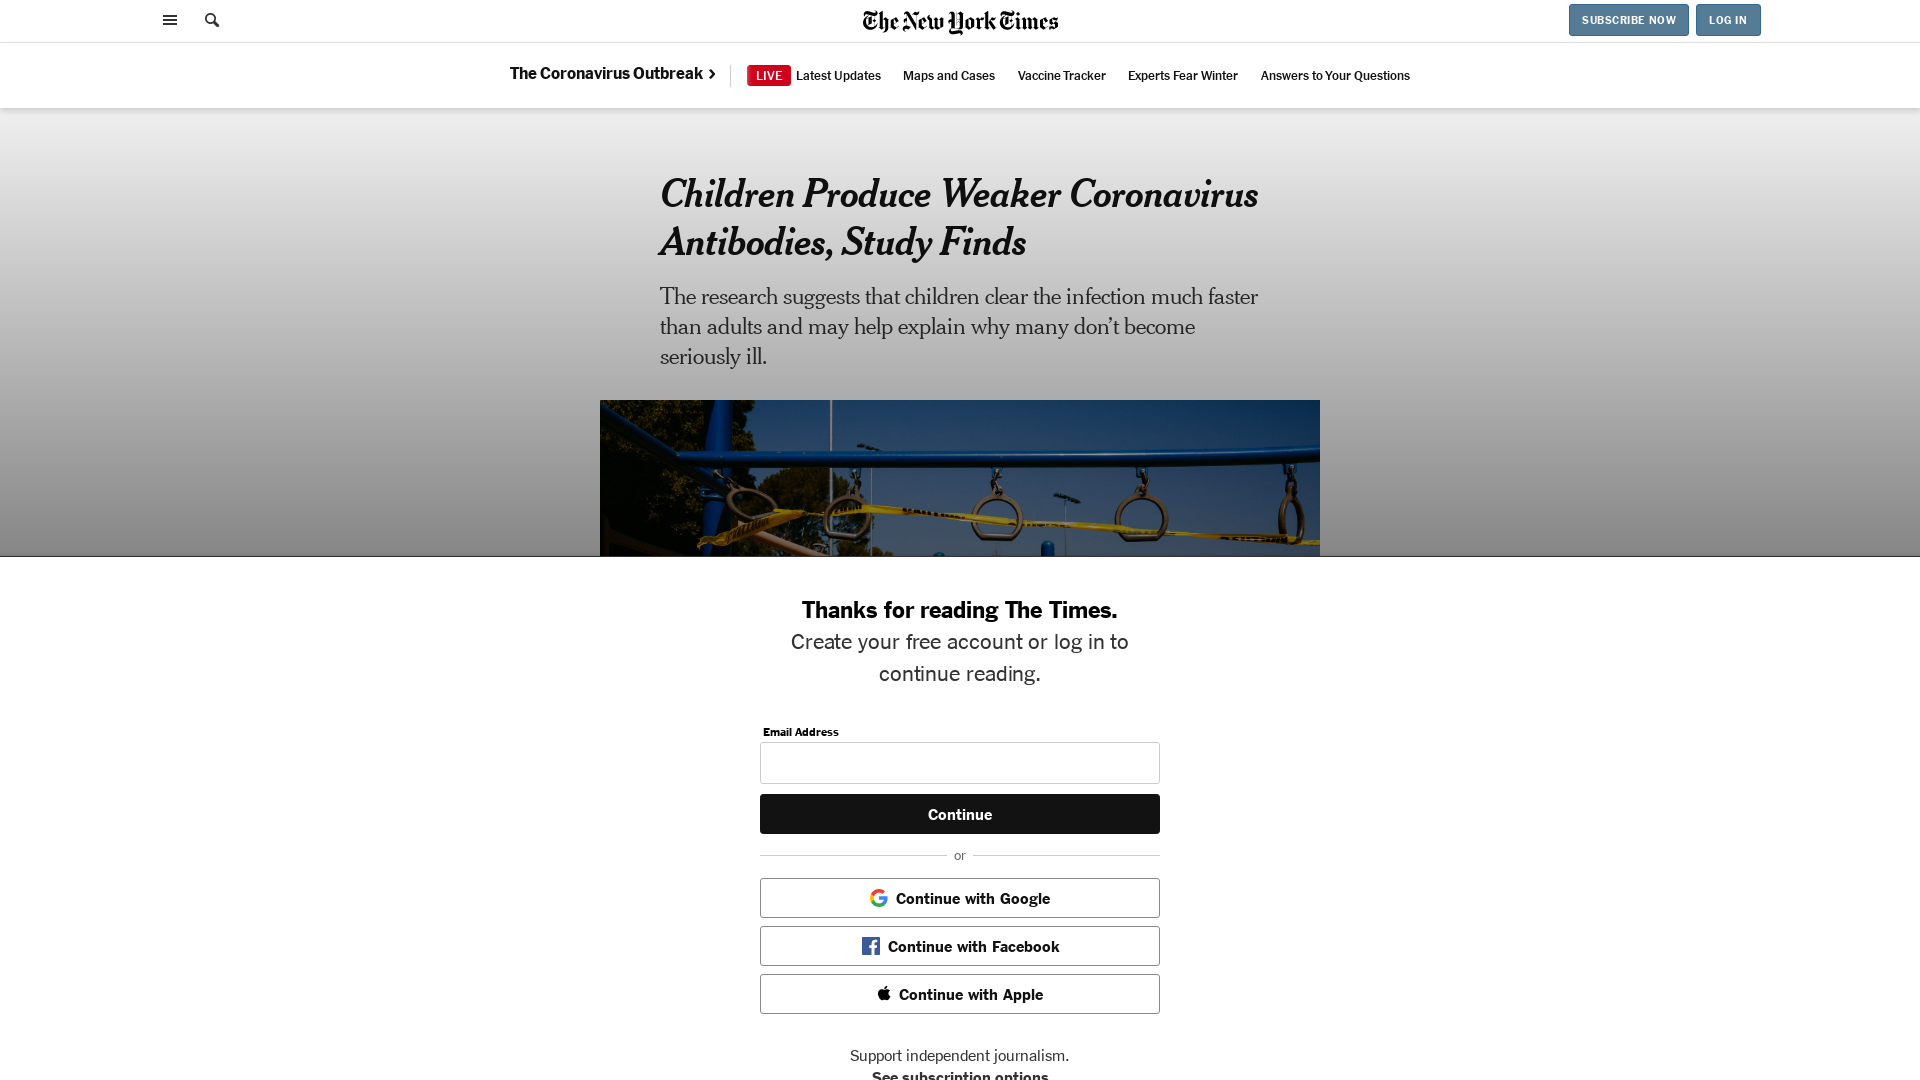 The New York Times
SUBSCRIBE NOW
LOG IN
The Coronavirus Outbreak
LIVE Latest Updates
Maps and Cases
Vaccine Tracker
Experts Fear Winter
Answers to Your Questions
Children Produce Weaker Coronavirus
Antibodies, Study Finds
The research suggests that children clear the infection much faster
than adults and may help explain why many don’t become
seriously ill.
Thanks for reading The Times.
Create your free account or log in to
continue reading.
Email Address
Continue
or
Continue with Google
Continue with Facebook
Continue with Apple
Support independent journalism.
See subscription options